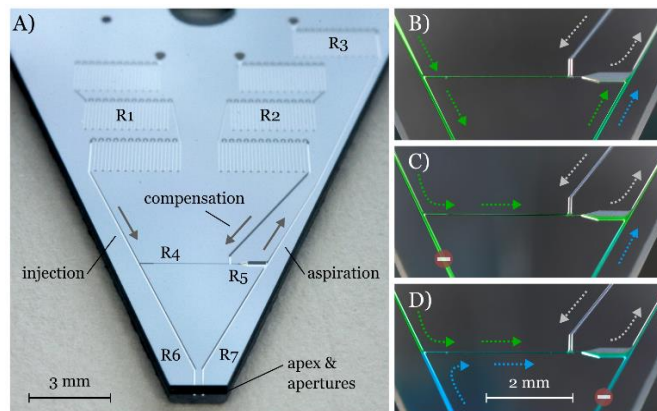 A)
R3
R1
R2
compensation
R4
R5
injection
aspiration
R6
R7
apex &
apertures
3 mm
B)
C)
D)
2 mm